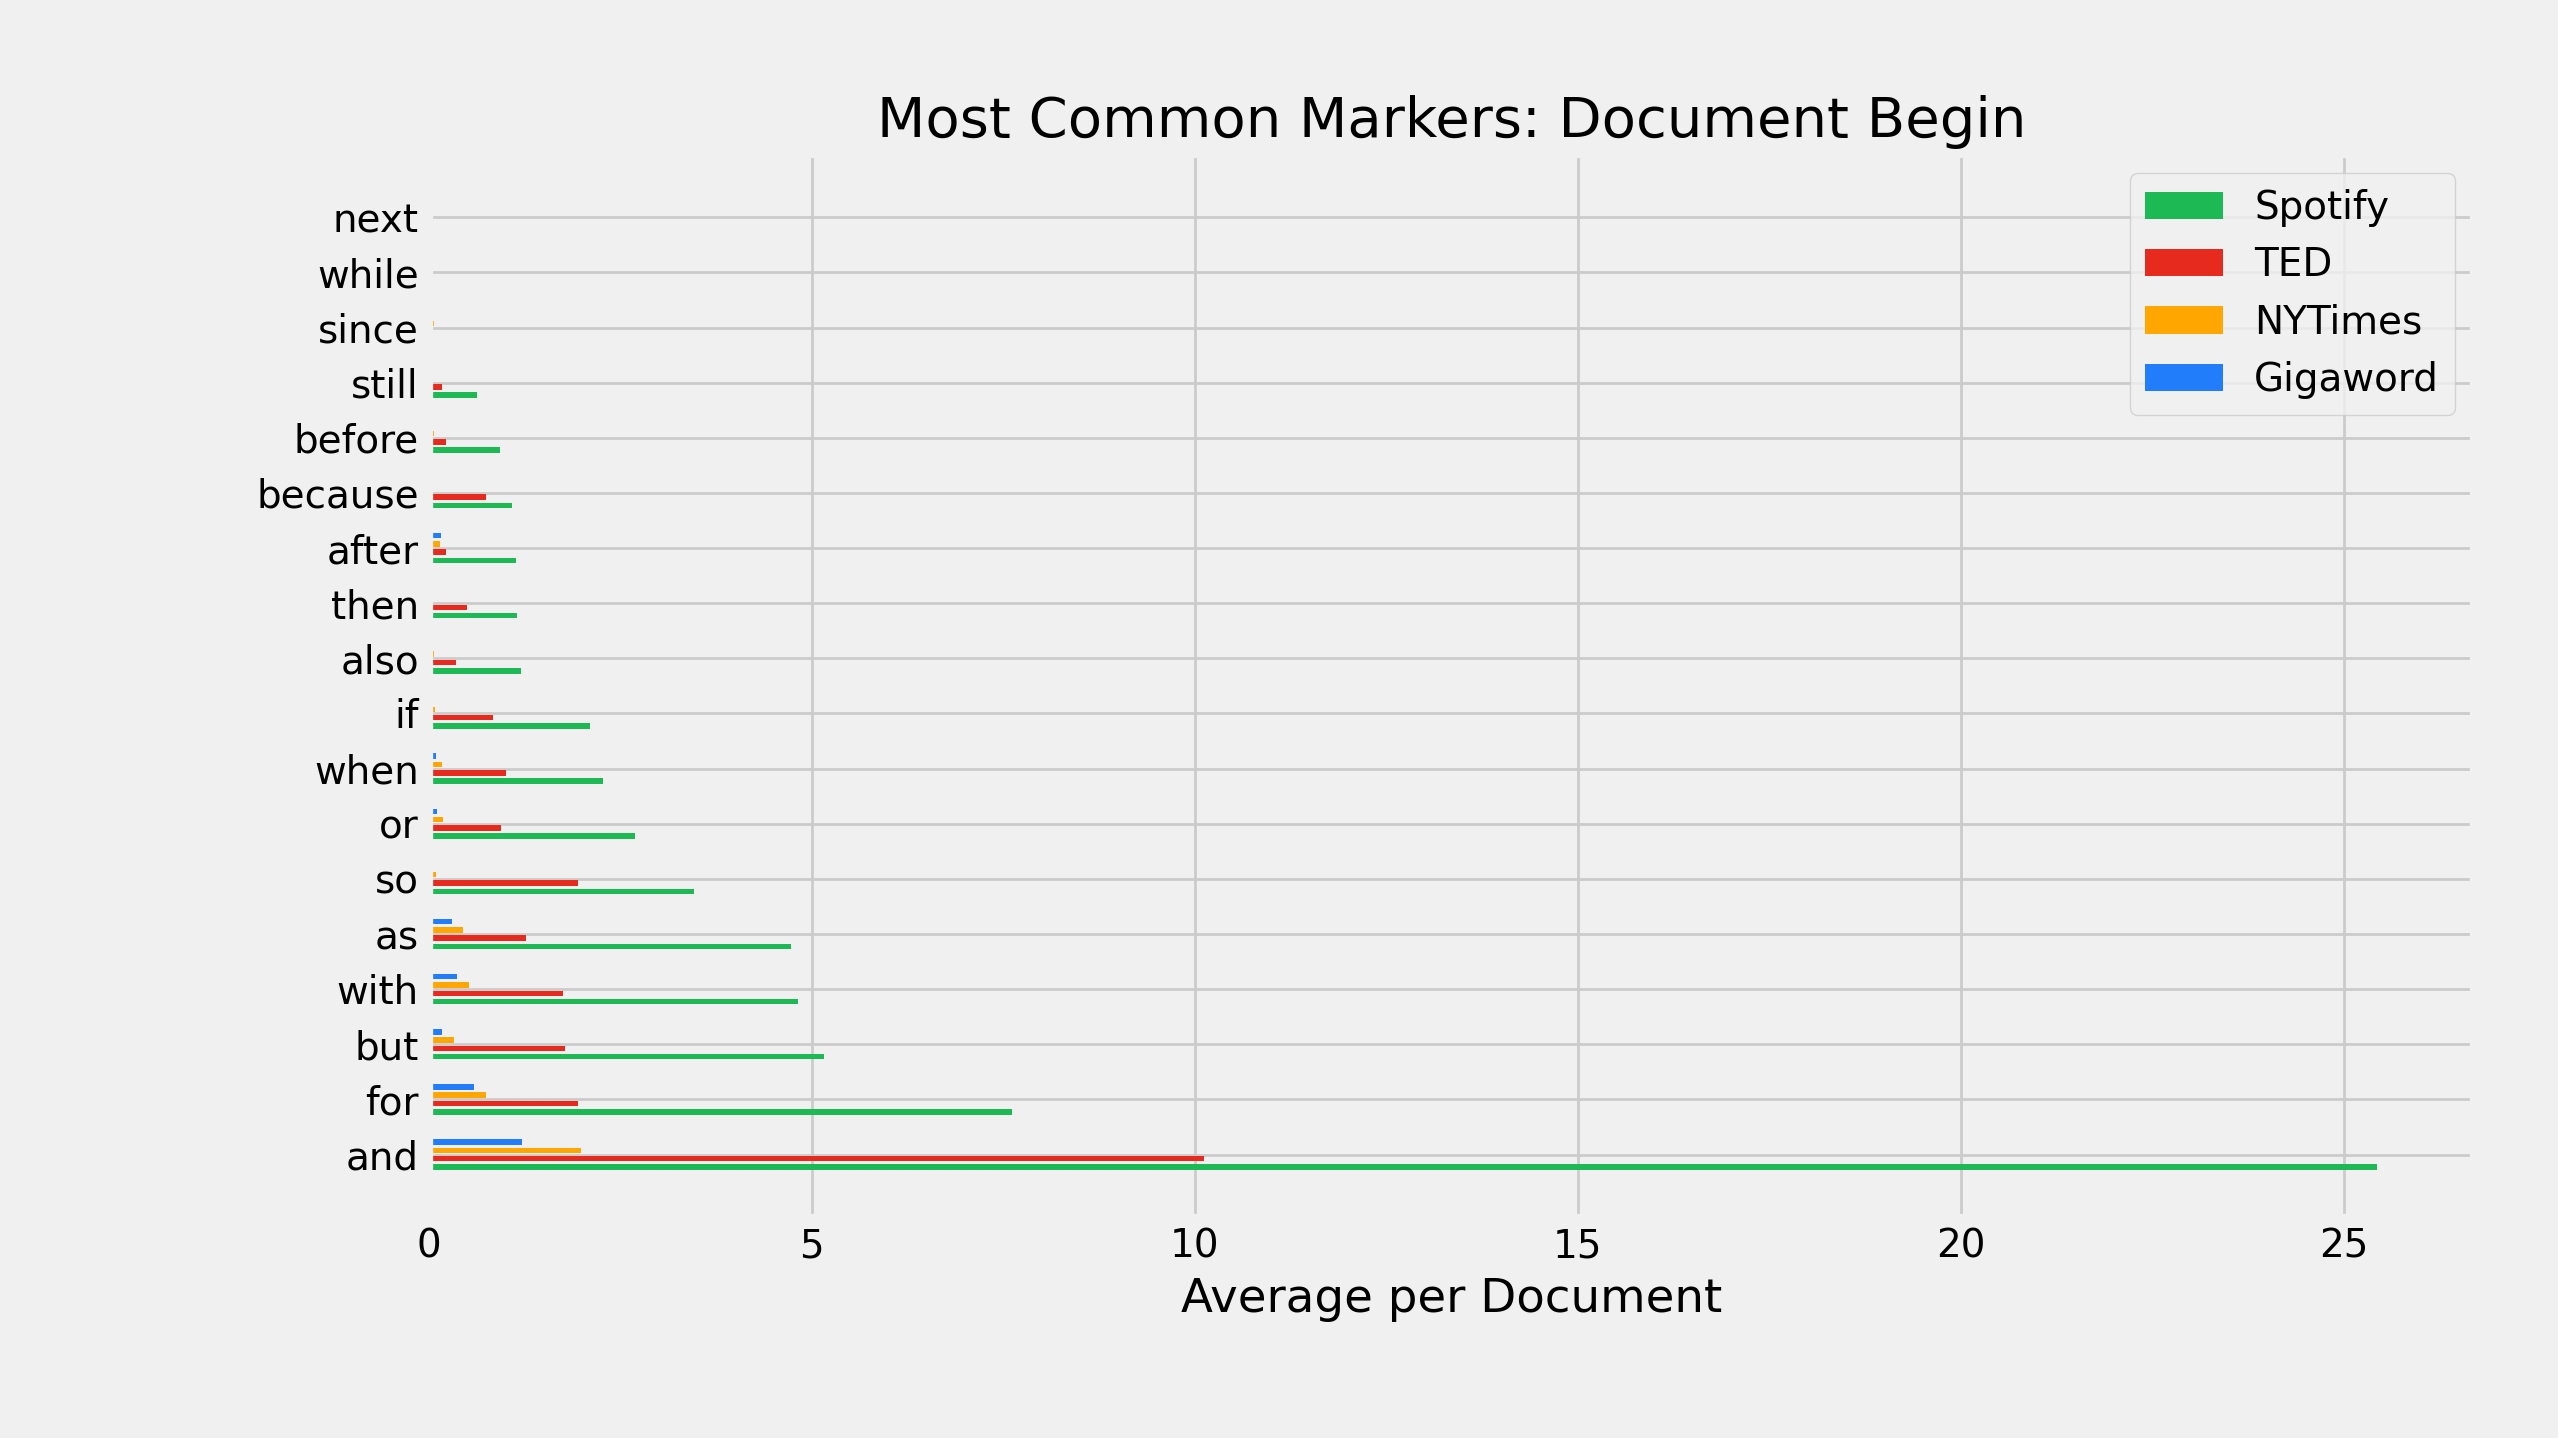 Most Common Markers: Document Begin
Spotify
TED
NYTimes
Gigaword
next
while
since
still
before
because
after
then
also
if
when
or
so
as
with
but
for
and
0 5 10 15 20 25
Average per Document